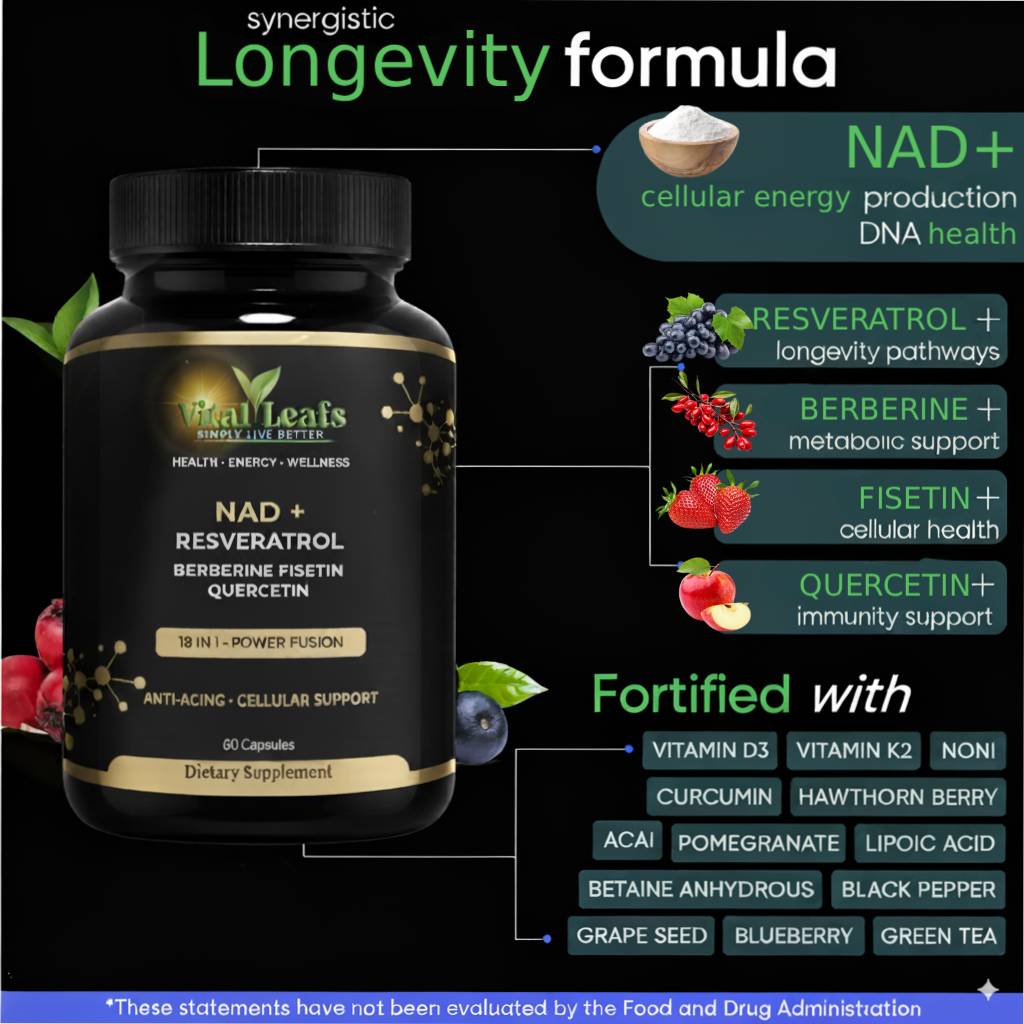 synergistic
Longevity formula
NAD+
cellular energy production
DNA health
RESVERATROL +
longevity pathways
BERBERINE +
metabolic support
FISETIN +
cellular health
QUERCETIN+
immunity support
Vital Leafs
SIMPLY LIVE BETTER
HEALTH · ENERGY · WELLNESS
NAD +
RESVERATROL
BERBERINE FISETIN
QUERCETIN
18 IN 1 - POWER FUSION
ANTI-ACING · CELLULAR SUPPORT
60 Capsules
Dietary Supplement
Fortified with
VITAMIN D3 VITAMIN K2 NONI
CURCUMIN HAWTHORN BERRY
ACAI POMEGRANATE LIPOIC ACID
BETAINE ANHYDROUS BLACK PEPPER
GRAPE SEED BLUEBERRY GREEN TEA
*These statements have not been evaluated by the Food and Drug Administration